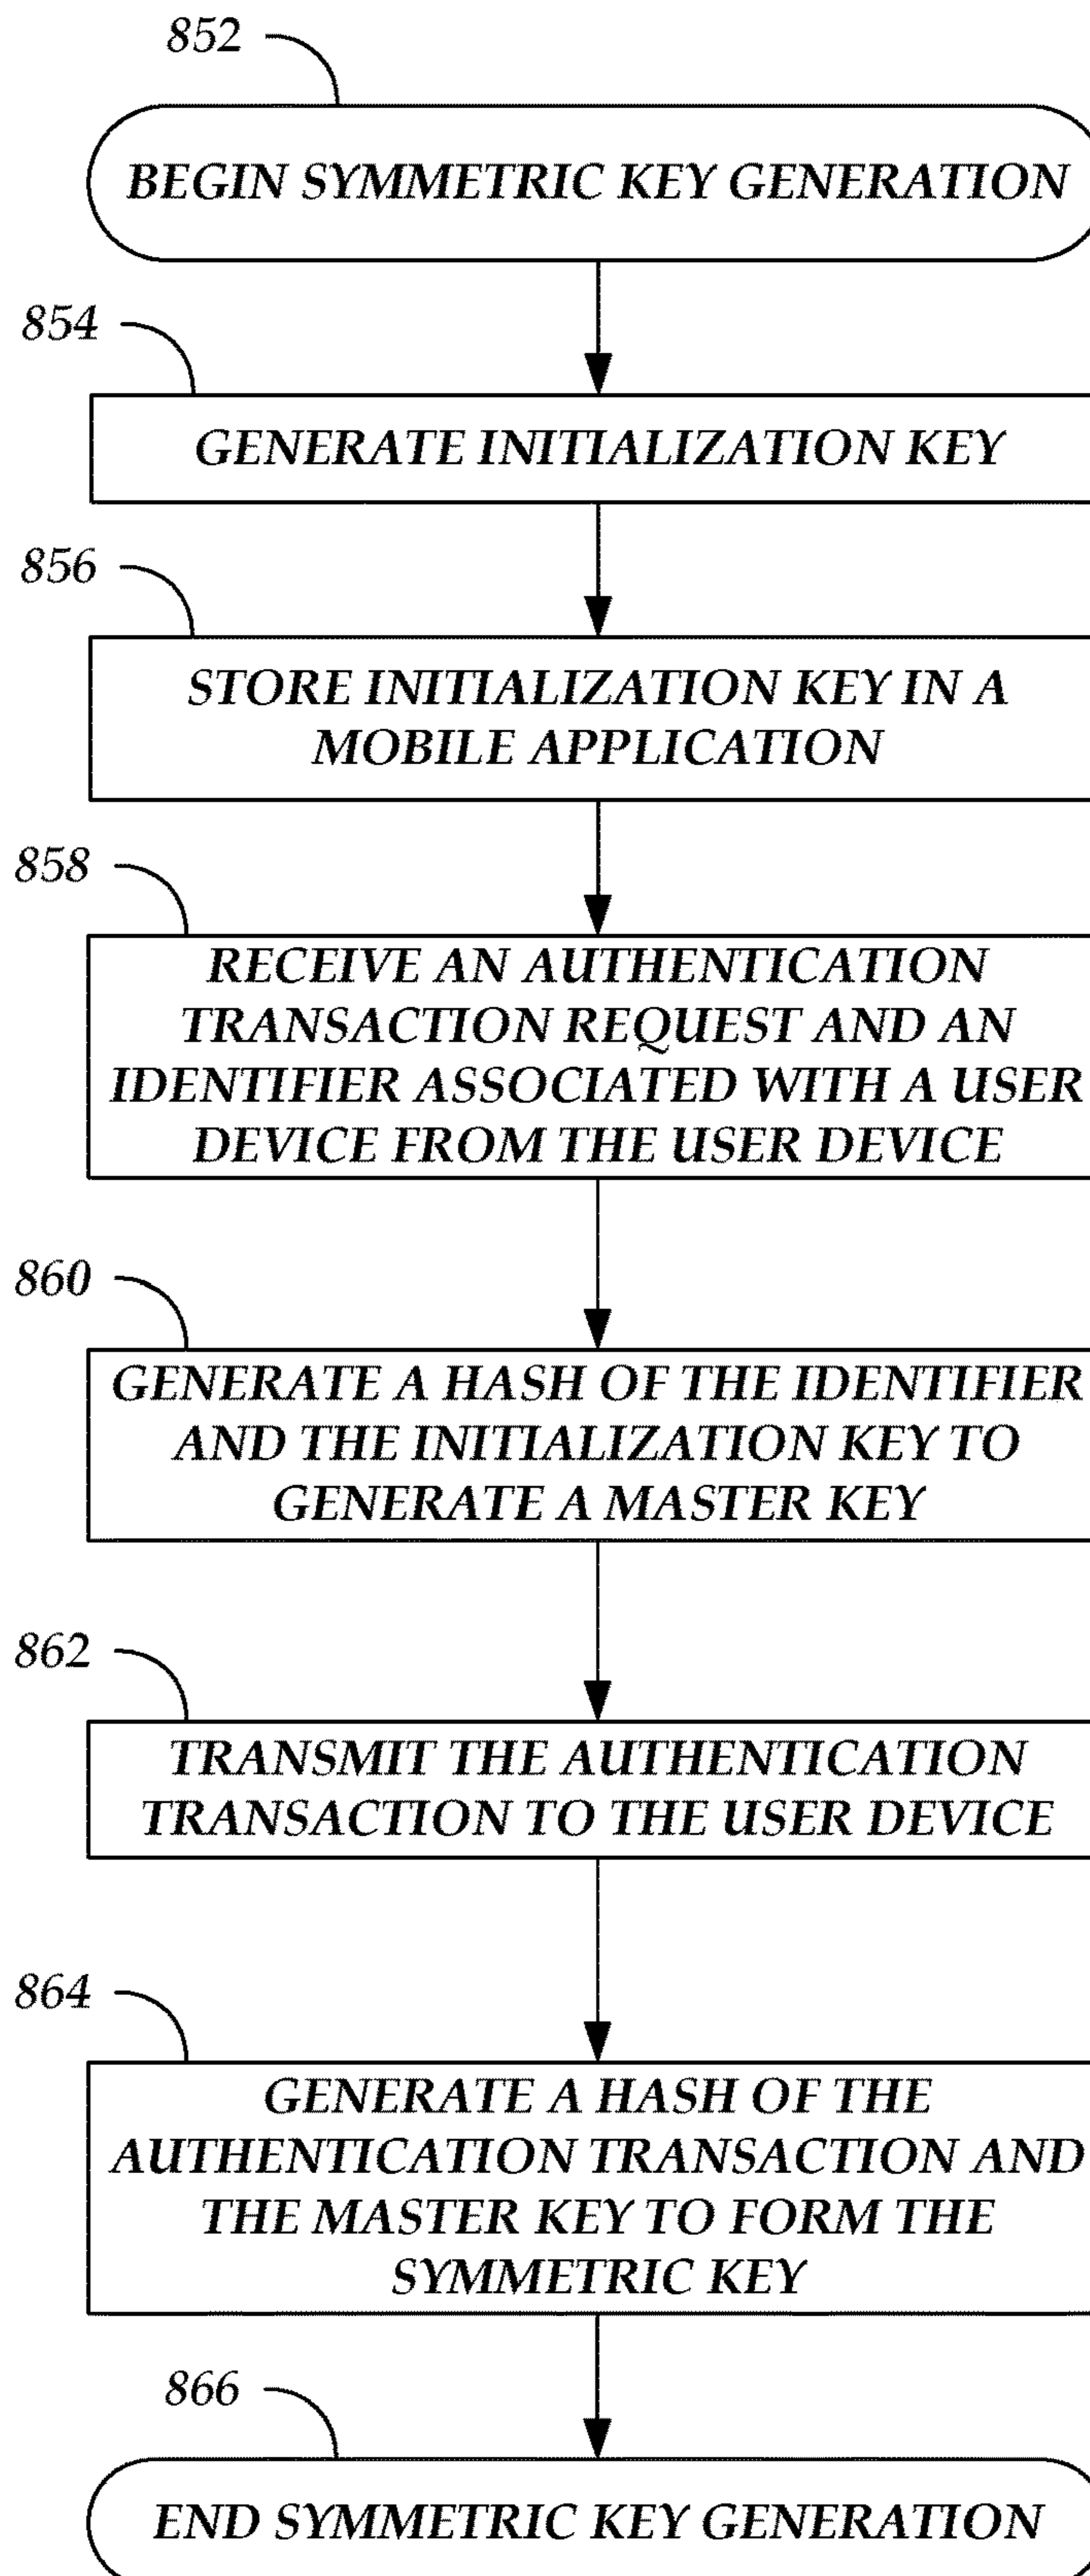 852
BEGIN SYMMETRIC KEY GENERATION
854
GENERATE INITIALIZATION KEY
856
STORE INITIALIZATION KEY IN A
MOBILE APPLICATION
858
RECEIVE AN AUTHENTICATION
TRANSACTION REQUEST AND AN
IDENTIFIER ASSOCIATED WITH A USER
DEVICE FROM THE USER DEVICE
860
GENERATE A HASH OF THE IDENTIFIER
AND THE INITIALIZATION KEY TO
GENERATE A MASTER KEY
862
TRANSMIT THE AUTHENTICATION
TRANSACTION TO THE USER DEVICE
864
GENERATE A HASH OF THE
AUTHENTICATION TRANSACTION AND
THE MASTER KEY TO FORM THE
SYMMETRIC KEY
866
END SYMMETRIC KEY GENERATION